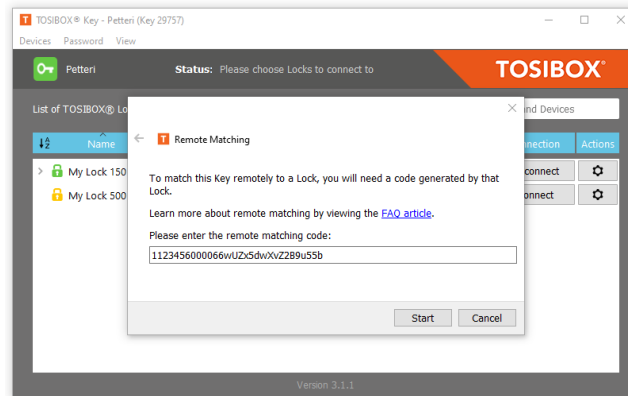 TOSIBOX® Key - Petteri (Key 29757)
Devices Password View
Petteri
Status: Please choose Locks to connect to
TOSIBOX®
List of TOSIBOX® Lo
nd Devices
Name
nnection
Actions
My Lock 150
connect
My Lock 500
onnect
Remote Matching
To match this Key remotely to a Lock, you will need a code generated by that
Lock.
Learn more about remote matching by viewing the FAQ article.
Please enter the remote matching code:
1123456000066wUZx5dwXvZ2B9u55b
Start
Cancel
Version 3.1.1